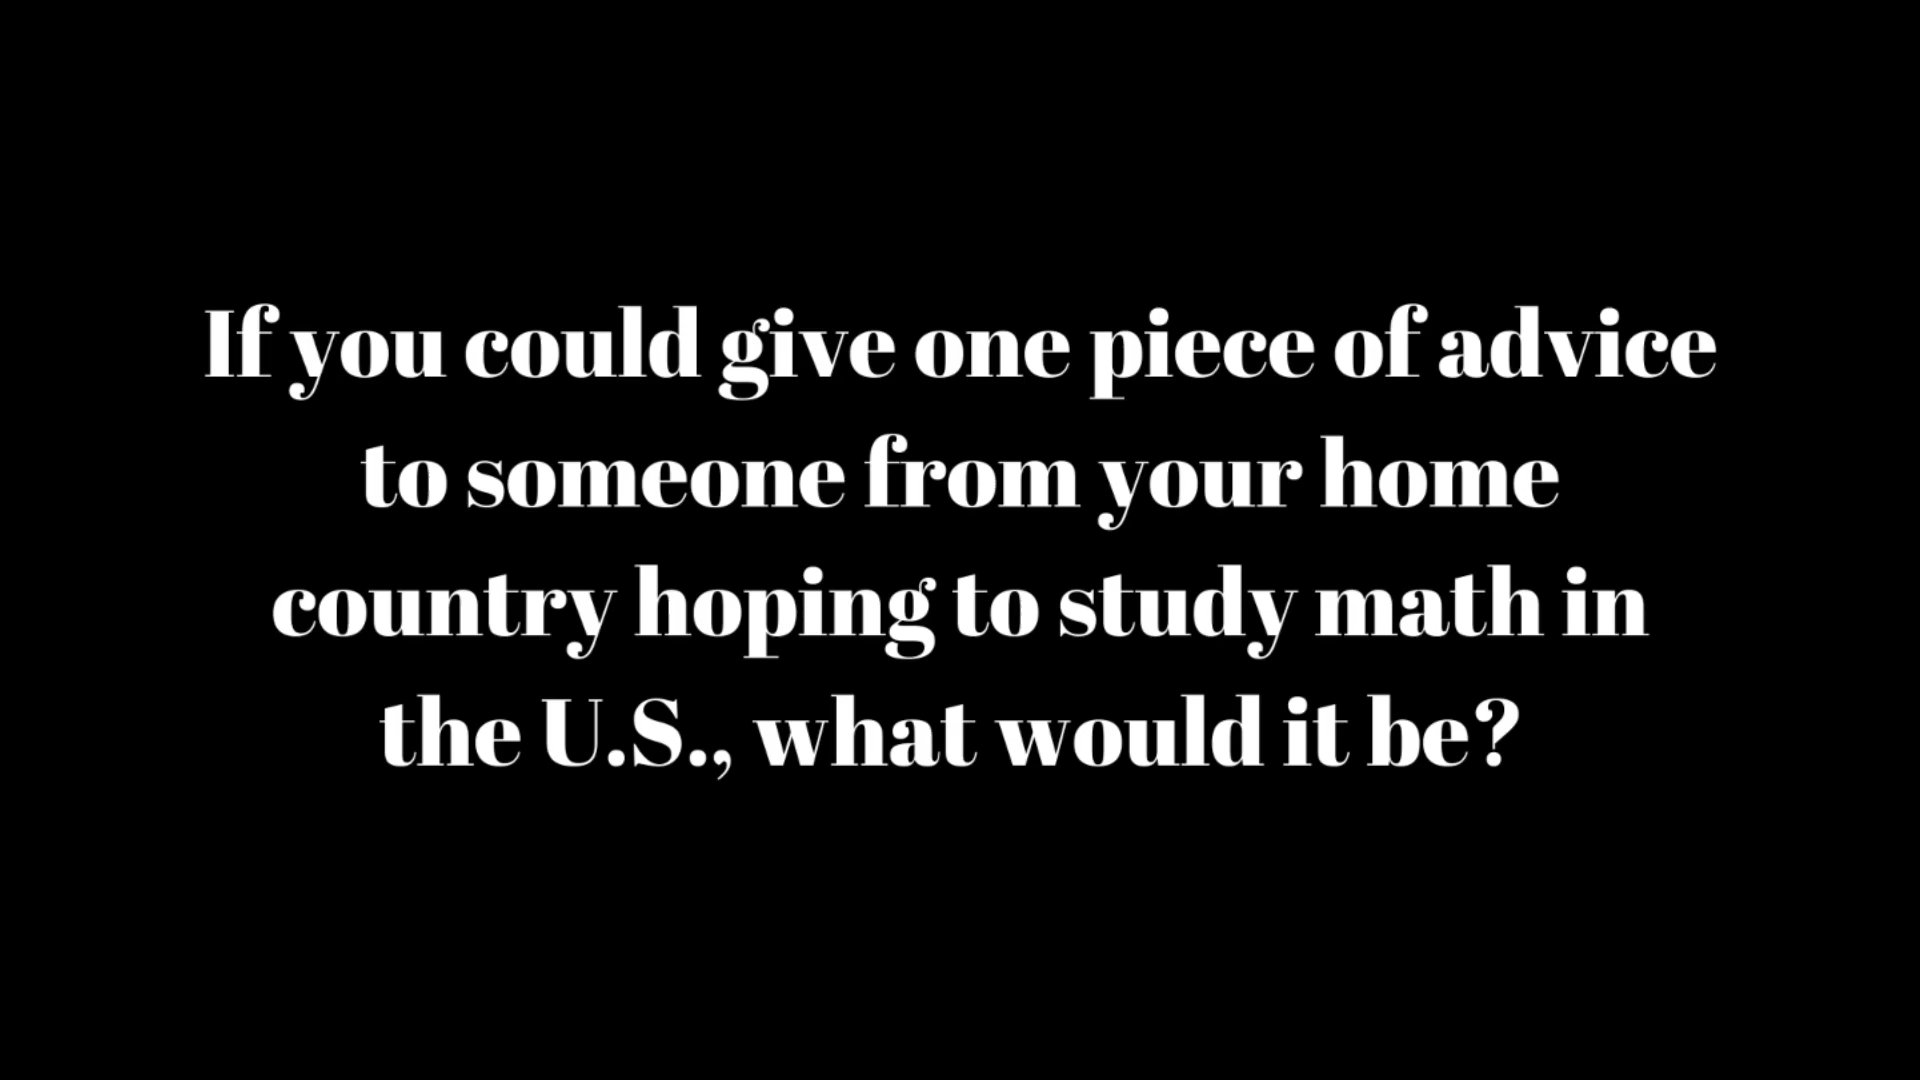 If you could give one piece of advice
to someone from your home
country hoping to study math in
the U.S., what would it be?